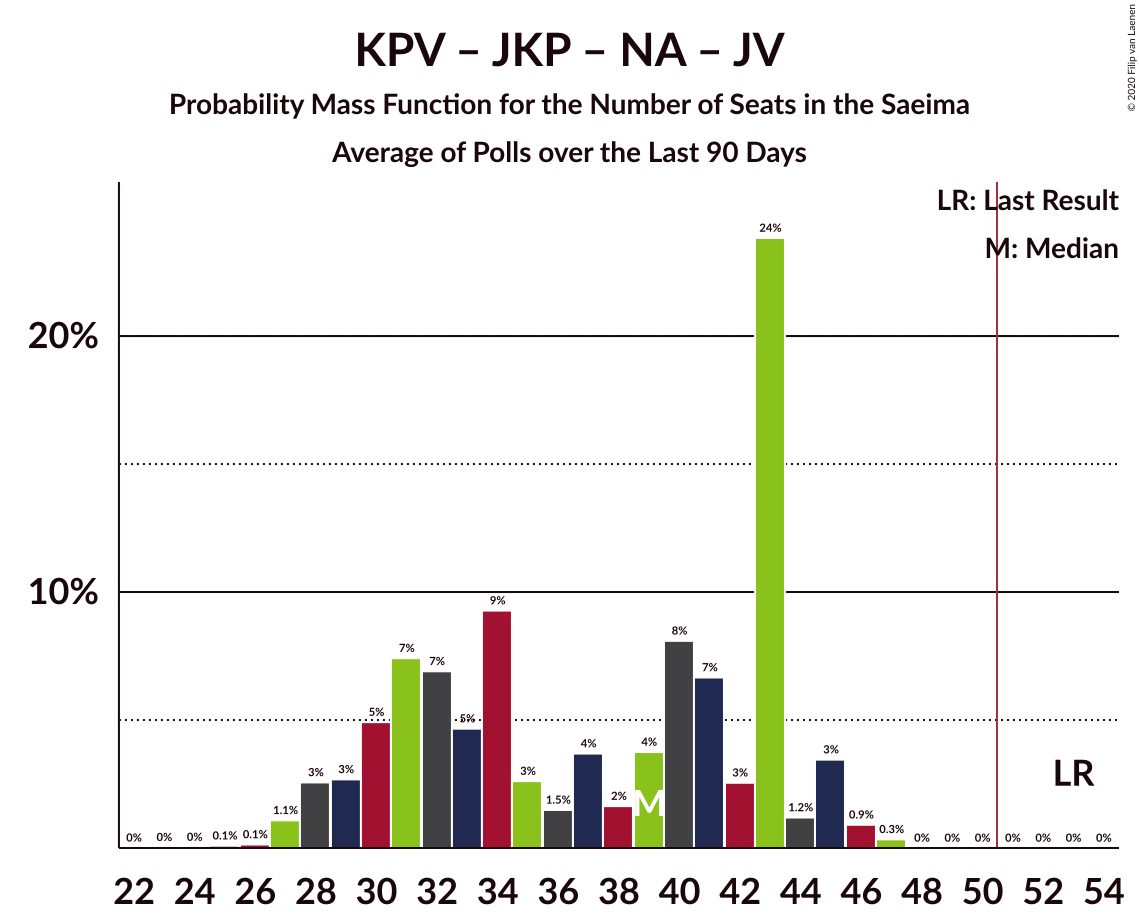 KPV – JKP – NA – JV
Probability Mass Function for the Number of Seats in the Saeima
Average of Polls over the Last 90 Days
© 2020 Filip van Laenen
LR: Last Result
M: Median
24%
20%
10%
9%
8%
7%
7%
7%
5%
5%
4%
4%
3%
3%
3%
3%
3%
2%
1.5%
1.2%
1.1%
0.9%
0.3%
0.1%
0.1%
0% 0% 0% 0% 0% 0% 0% 0% 0% 0%
M
LR
22 24 26 28 30 32 34 36 38 40 42 44 46 48 50 52 54